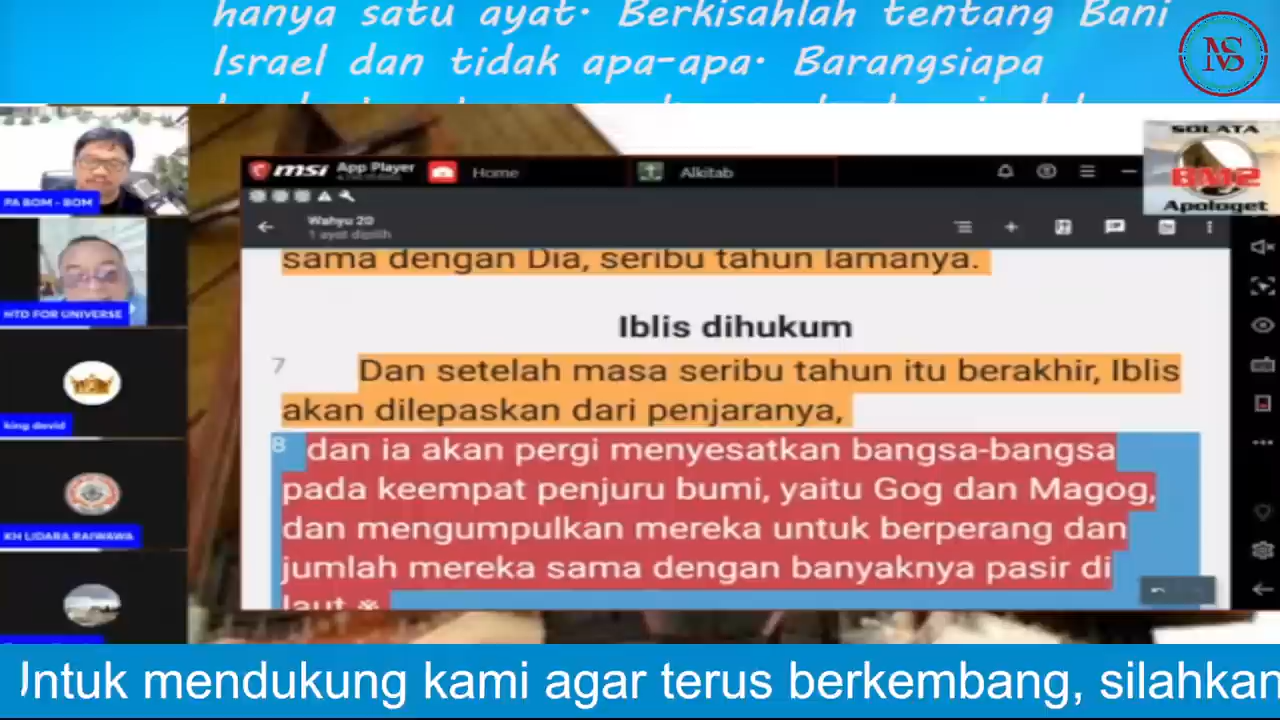 hanya satu ayat. Berkisahlah tentang Bani
Israel dan tidak apa-apa. Barangsiapa
MS
SOLATA
BM2
Apologet
PA BOM - BOM
NTD FOR UNIVERSE
king devid
KH LIDARA RAIWAWA
msi App Player
Home
Alkitab
Wahyu 20
1 ayat dipilih
sama dengan Dia, seribu tahun lamanya.
Iblis dihukum
7 Dan setelah masa seribu tahun itu berakhir, Iblis
akan dilepaskan dari penjaranya,
8 dan ia akan pergi menyesatkan bangsa-bangsa
pada keempat penjuru bumi, yaitu Gog dan Magog,
dan mengumpulkan mereka untuk berperang dan
jumlah mereka sama dengan banyaknya pasir di
laut.※
Untuk mendukung kami agar terus berkembang, silahkan